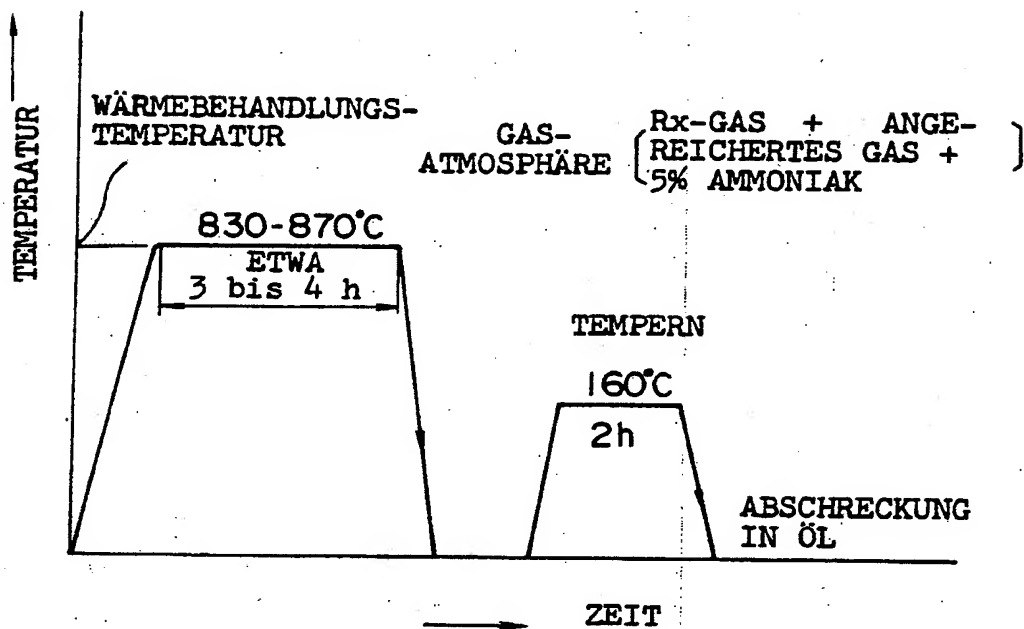 TEMPERATUR
WÄRMEBEHANDLUNGS-
TEMPERATUR
GAS-
ATMOSPHÄRE
Rx-GAS + ANGE-
REICHERTES GAS +
5% AMMONIAK
830-870°C
ETWA
3 bis 4 h
TEMPERN
160°C
2h
ABSCHRECKUNG
IN ÖL
ZEIT